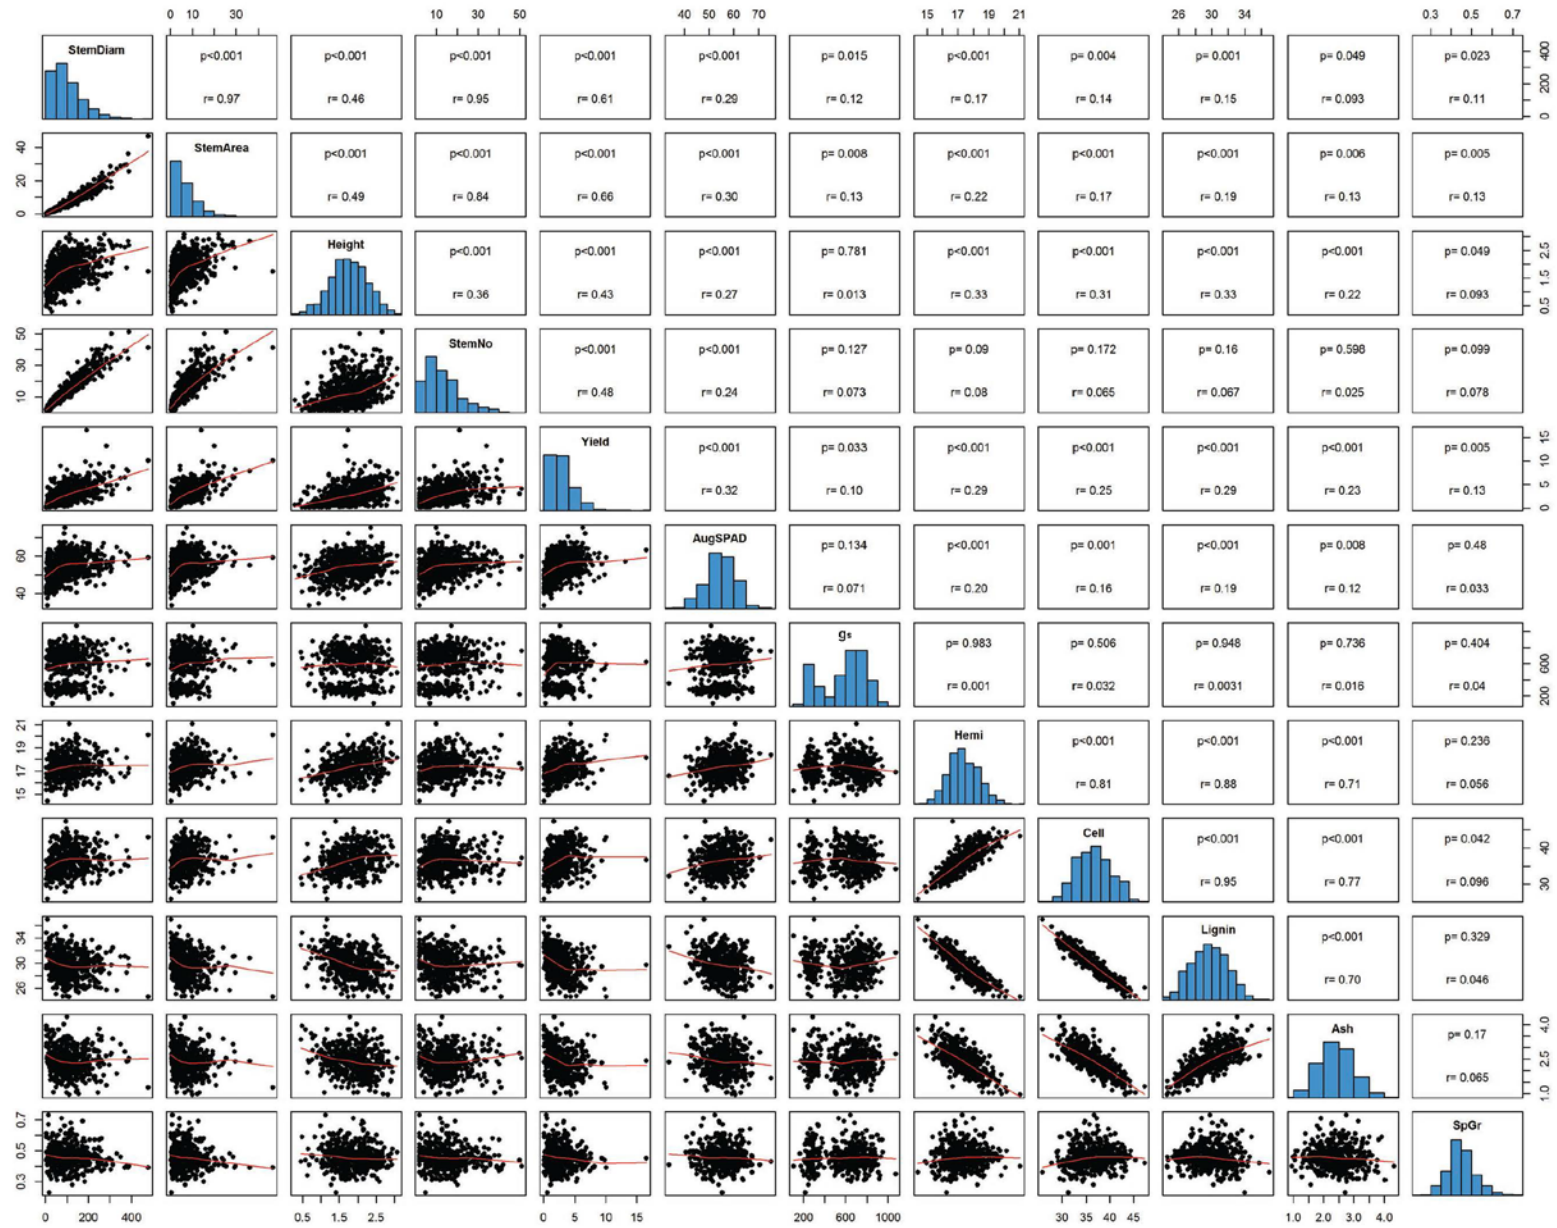 0 10 30 10 30 50 40 50 60 70 15 17 19 21 26 30 34 0.3 0.5 0.7
StemDiam p<0.001 p<0.001 p<0.001 p<0.001 p<0.001 p= 0.015 p<0.001 p= 0.004 p= 0.001 p= 0.049 p= 0.023
r= 0.97 r= 0.46 r= 0.95 r= 0.61 r= 0.29 r= 0.12 r= 0.17 r= 0.14 r= 0.15 r= 0.093 r= 0.11
0 200 400
StemArea p<0.001 p<0.001 p<0.001 p<0.001 p= 0.008 p<0.001 p<0.001 p<0.001 p= 0.006 p= 0.005
r= 0.49 r= 0.84 r= 0.66 r= 0.30 r= 0.13 r= 0.22 r= 0.17 r= 0.19 r= 0.13 r= 0.13
0 20 40
Height p<0.001 p<0.001 p<0.001 p= 0.781 p<0.001 p<0.001 p<0.001 p<0.001 p= 0.049
r= 0.36 r= 0.43 r= 0.27 r= 0.013 r= 0.33 r= 0.31 r= 0.33 r= 0.22 r= 0.093
0.5 1.5 2.5
StemNo p<0.001 p<0.001 p= 0.127 p= 0.09 p= 0.172 p= 0.16 p= 0.598 p= 0.099
r= 0.48 r= 0.24 r= 0.073 r= 0.08 r= 0.065 r= 0.067 r= 0.025 r= 0.078
10 30 50
Yield p<0.001 p= 0.033 p<0.001 p<0.001 p<0.001 p<0.001 p= 0.005
r= 0.32 r= 0.10 r= 0.29 r= 0.25 r= 0.29 r= 0.23 r= 0.13
0 5 10 15
AugSPAD p= 0.134 p<0.001 p= 0.001 p<0.001 p= 0.008 p= 0.48
r= 0.071 r= 0.20 r= 0.16 r= 0.19 r= 0.12 r= 0.033
40 60
gs p= 0.983 p= 0.506 p= 0.948 p= 0.736 p= 0.404
r= 0.001 r= 0.032 r= 0.0031 r= 0.016 r= 0.04
200 600
Hemi p<0.001 p<0.001 p<0.001 p= 0.236
r= 0.81 r= 0.88 r= 0.71 r= 0.056
15 17 19 21
Cell p<0.001 p<0.001 p= 0.042
r= 0.95 r= 0.77 r= 0.096
30 40
Lignin p<0.001 p= 0.329
r= 0.70 r= 0.046
26 30 34
Ash p= 0.17
r= 0.065
1.0 2.5 4.0
SpGr
0.3 0.5 0.7
0 200 400 0.5 1.5 2.5 0 5 10 15 200 600 1000 30 35 40 45 1.0 2.0 3.0 4.0